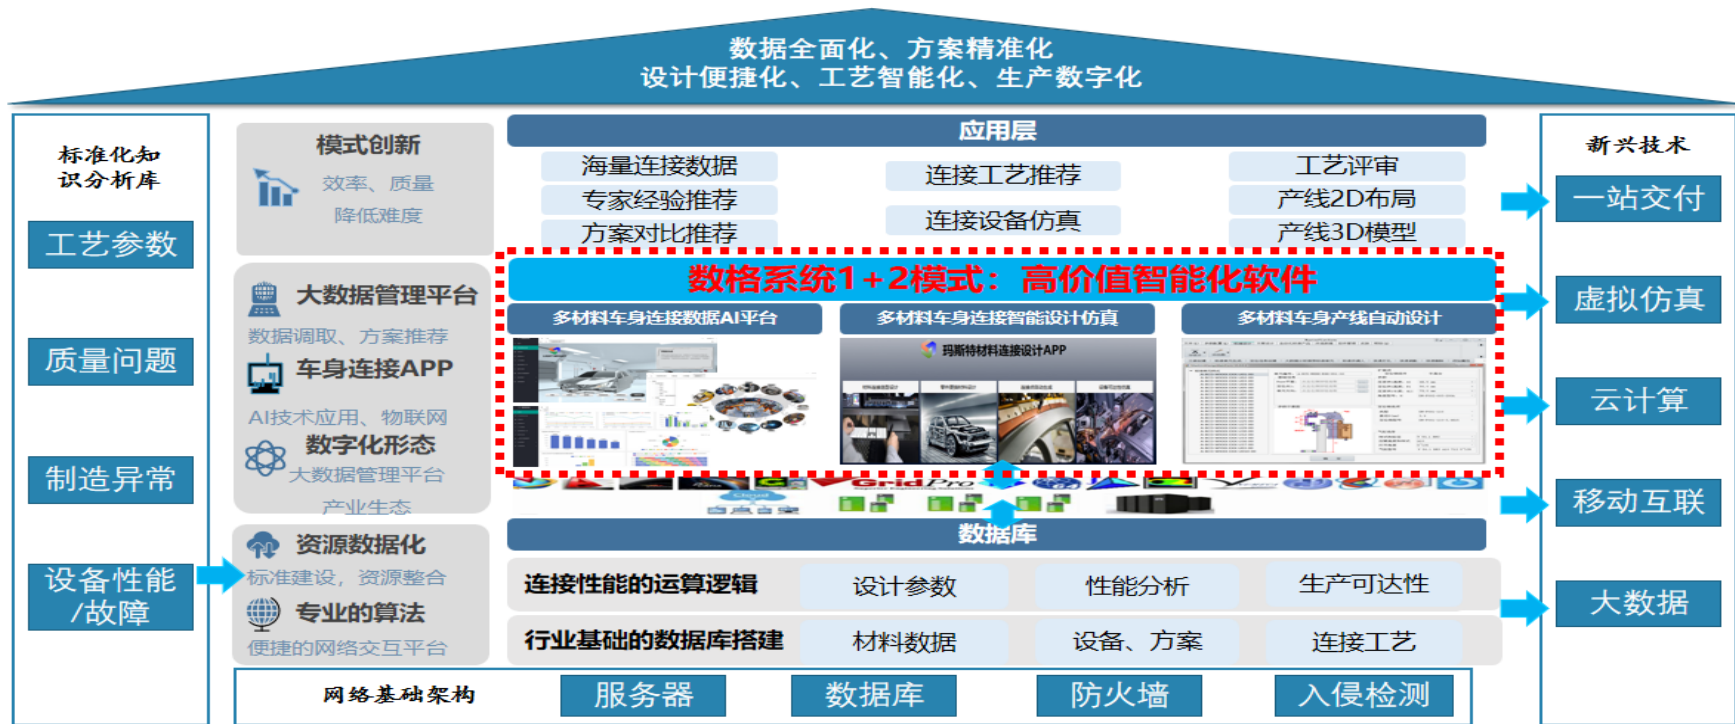 数据全面化、方案精准化
设计便捷化、工艺智能化、生产数字化
标准化知
识分析库
工艺参数
质量问题
制造异常
设备性能
/故障
模式创新
效率、质量
降低难度
大数据管理平台
数据调取、方案推荐
车身连接APP
AI技术应用、物联网
数字化形态
大数据管理平台
产业生态
资源数据化
标准建设，资源整合
专业的算法
便捷的网络交互平台
应用层
海量连接数据
专家经验推荐
方案对比推荐
连接工艺推荐
连接设备仿真
工艺评审
产线2D布局
产线3D模型
数格系统1+2模式：高价值智能化软件
多材料车身连接数据AI平台
多材料车身连接智能设计仿真
多材料车身产线自动设计
玛斯特材料连接设计APP
GridPro
Cloud
数据库
连接性能的运算逻辑
设计参数
性能分析
生产可达性
行业基础的数据库搭建
材料数据
设备、方案
连接工艺
网络基础架构
服务器
数据库
防火墙
入侵检测
新兴技术
一站交付
虚拟仿真
云计算
移动互联
大数据